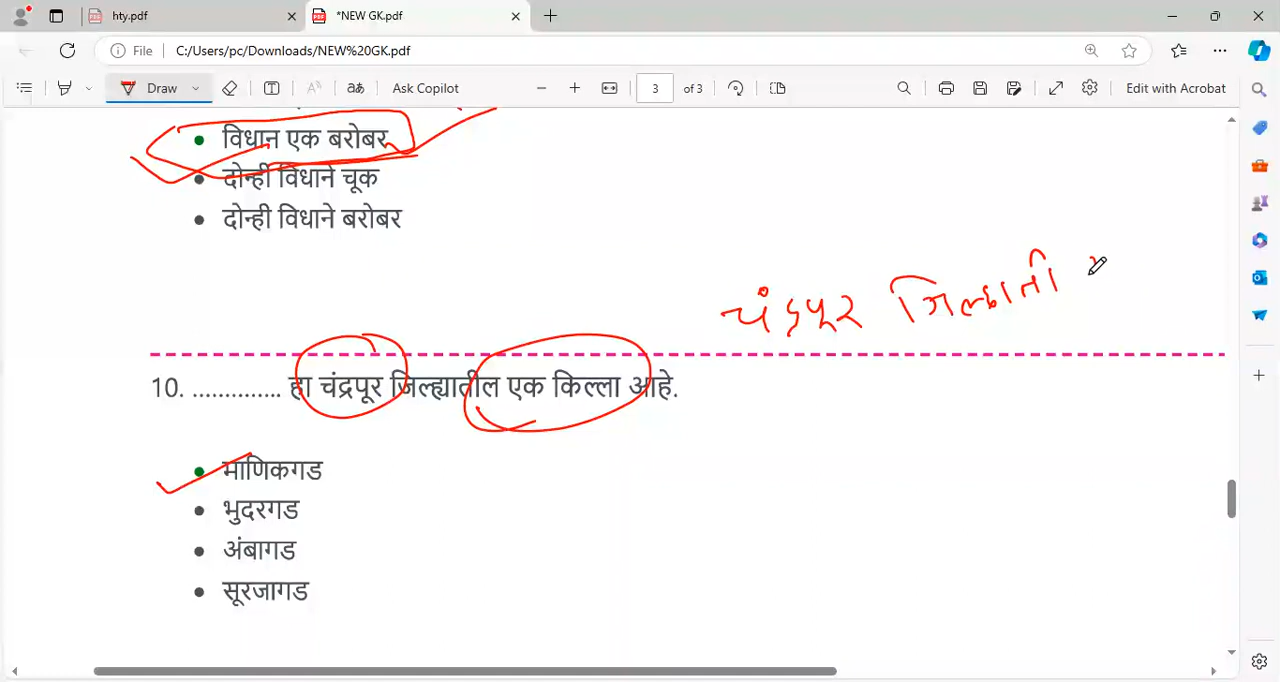 hty.pdf
*NEW GK.pdf
File C:/Users/pc/Downloads/NEW%20GK.pdf
Draw Ask Copilot 3 of 3 Edit with Acrobat
विधान एक बरोबर
दोन्ही विधाने चूक
दोन्ही विधाने बरोबर
चंद्रपूर जिल्ह्याती
10. .............. हा चंद्रपूर जिल्ह्यातील एक किल्ला आहे.
माणिकगड
भुदरगड
अंबागड
सूरजागड